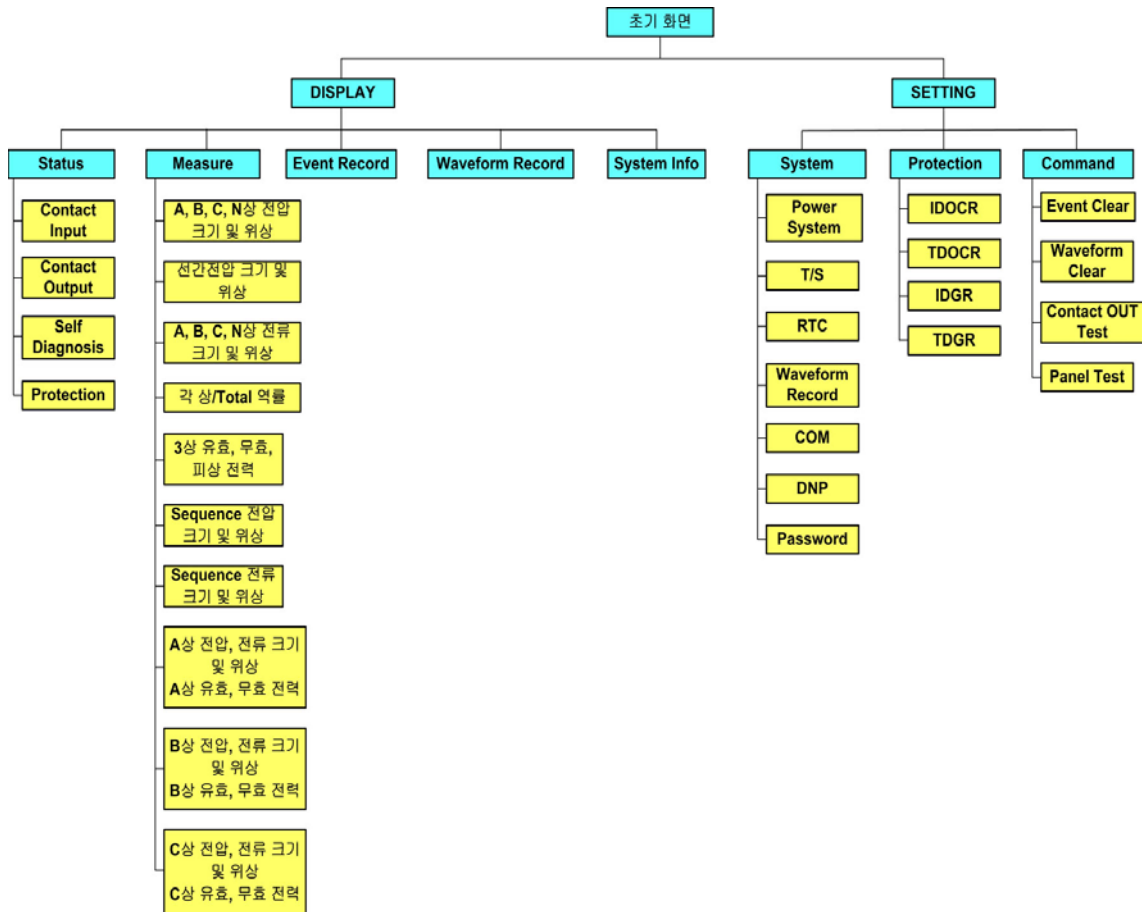 초기 화면
DISPLAY
SETTING
Status
Measure
Event Record
Waveform Record
System Info
System
Protection
Command
Contact
Input
Contact
Output
Self
Diagnosis
Protection
A, B, C, N상 전압
크기 및 위상
선간전압 크기 및
위상
A, B, C, N상 전류
크기 및 위상
각 상/Total 역률
3상 유효, 무효,
피상 전력
Sequence 전압
크기 및 위상
Sequence 전류
크기 및 위상
A상 전압, 전류 크기
및 위상
A상 유효, 무효 전력
B상 전압, 전류 크기
및 위상
B상 유효, 무효 전력
C상 전압, 전류 크기
및 위상
C상 유효, 무효 전력
Power
System
T/S
RTC
Waveform
Record
COM
DNP
Password
IDOCR
TDOCR
IDGR
TDGR
Event Clear
Waveform
Clear
Contact OUT
Test
Panel Test